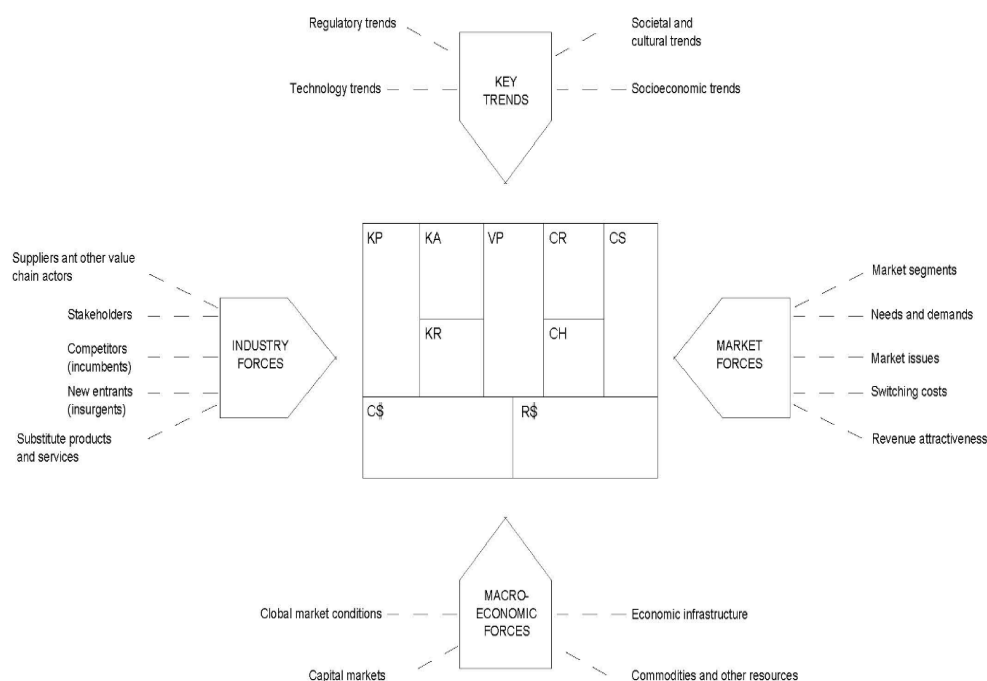 Regulatory trends
Societal and
cultural trends
Technology trends
KEY
TRENDS
Socioeconomic trends
KP
KA
VP
CR
CS
KR
CH
C$
R$
Suppliers ant other value
chain actors
Stakeholders
Competitors
(incumbents)
New entrants
(insurgents)
Substitute products
and services
INDUSTRY
FORCES
MARKET
FORCES
Market segments
Needs and demands
Market issues
Switching costs
Revenue attractiveness
MACRO-
ECONOMIC
FORCES
Global market conditions
Economic infrastructure
Capital markets
Commodities and other resources